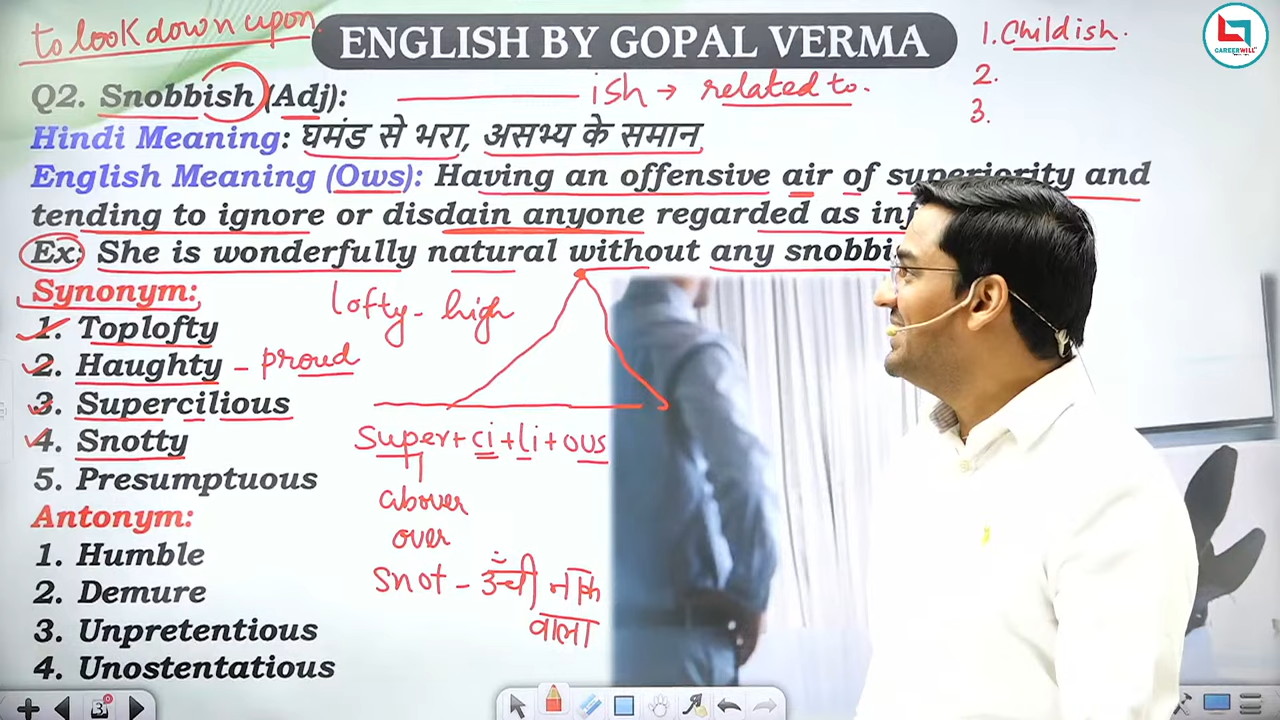 to look down upon
ENGLISH BY GOPAL VERMA
1. Childish.
2.
3.
CAREERWILL
Q2. Snobbish (Adj): ish → related to.
Hindi Meaning: घमंड से भरा, असभ्य के समान
English Meaning (Ows): Having an offensive air of superiority and
tending to ignore or disdain anyone regarded as inf
Ex: She is wonderfully natural without any snobbi
Synonym:
lofty - high
1. Toplofty
2. Haughty - proud
3. Supercilious
super+ci+li+ous
4. Snotty
5. Presumptuous
above
over
Antonym:
1. Humble
2. Demure
snot - ऊँची नाक
वाला
3. Unpretentious
4. Unostentatious
3